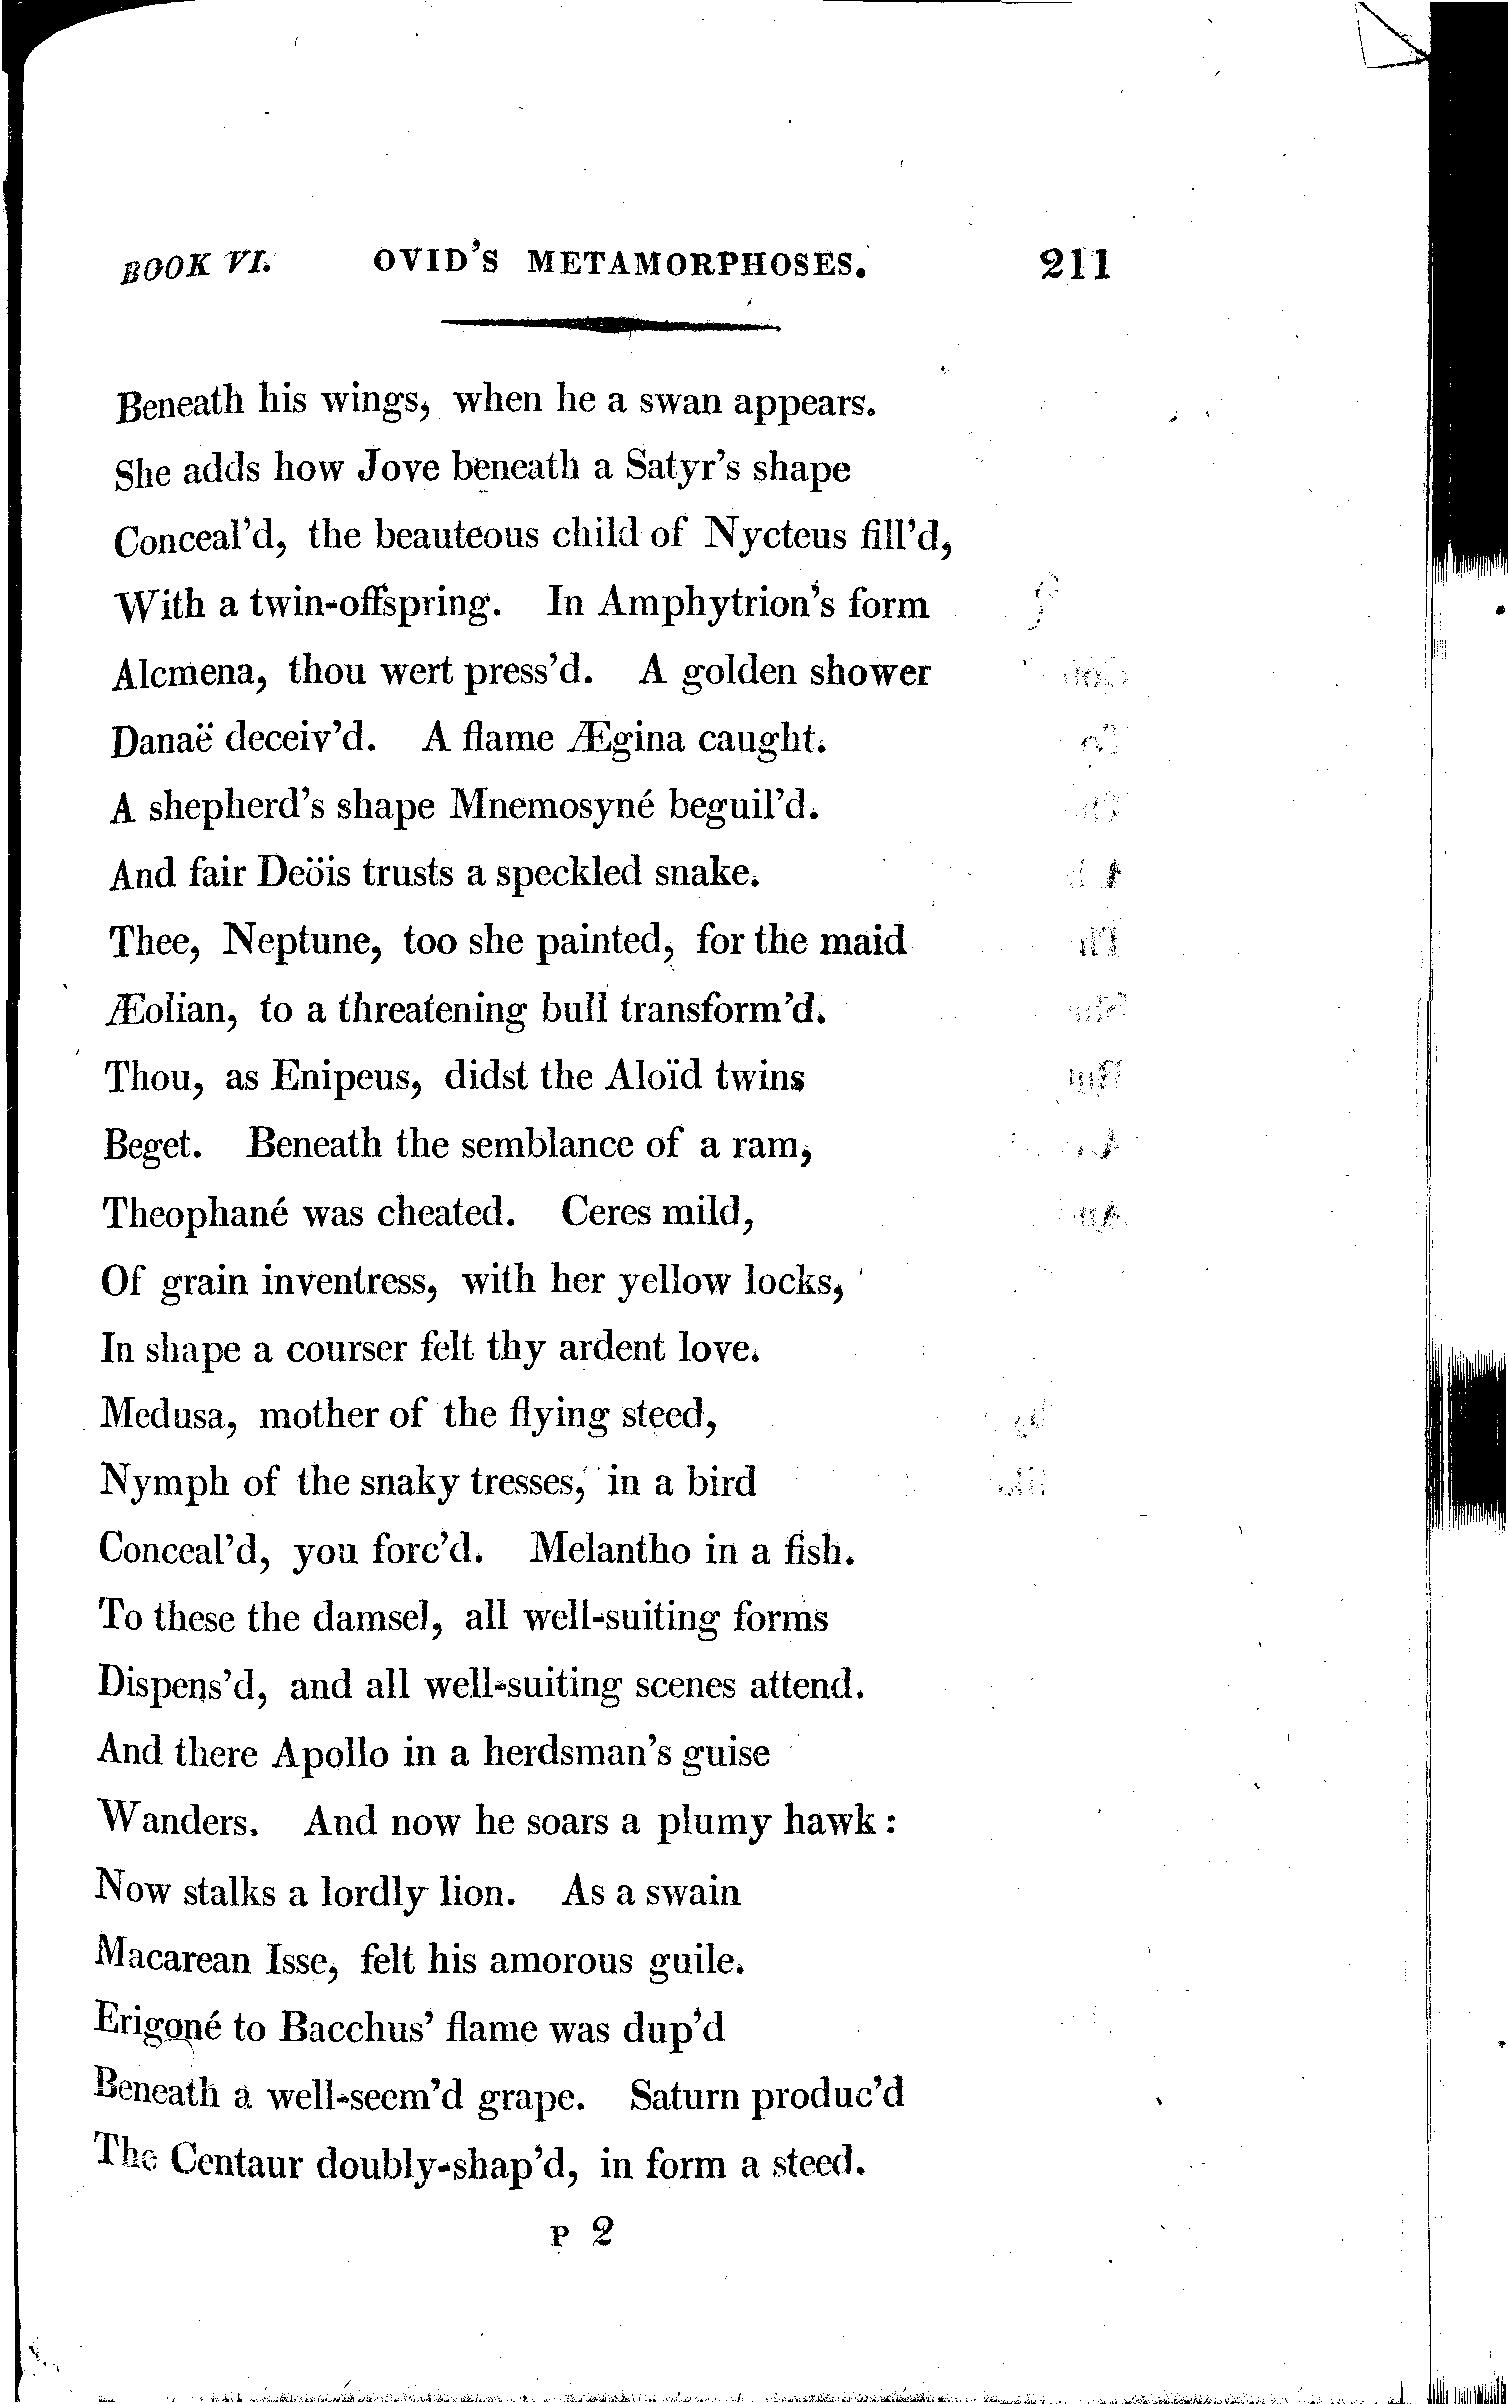 BOOK VI. OVID'S METAMORPHOSES. 211
Beneath his wings, when he a swan appears.
She adds how Jove beneath a Satyr's shape
Conceal'd, the beauteous child of Nycteus fill'd,
With a twin-offspring. In Amphytrion's form
Alcmena, thou wert press'd. A golden shower
Danaë deceiv'd. A flame Ægina caught.
A shepherd's shape Mnemosyné beguil'd.
And fair Deöis trusts a speckled snake.
Thee, Neptune, too she painted, for the maid
Æolian, to a threatening bull transform'd.
Thou, as Enipeus, didst the Aloïd twins
Beget. Beneath the semblance of a ram,
Theophané was cheated. Ceres mild,
Of grain inventress, with her yellow locks,
In shape a courser felt thy ardent love.
Medusa, mother of the flying steed,
Nymph of the snaky tresses, in a bird
Conceal'd, you forc'd. Melantho in a fish.
To these the damsel, all well-suiting forms
Dispens'd, and all well-suiting scenes attend.
And there Apollo in a herdsman's guise
Wanders. And now he soars a plumy hawk:
Now stalks a lordly lion. As a swain
Macarean Isse, felt his amorous guile.
Erigoné to Bacchus' flame was dup'd
Beneath a well-seem'd grape. Saturn produc'd
The Centaur doubly-shap'd, in form a steed.
P 2